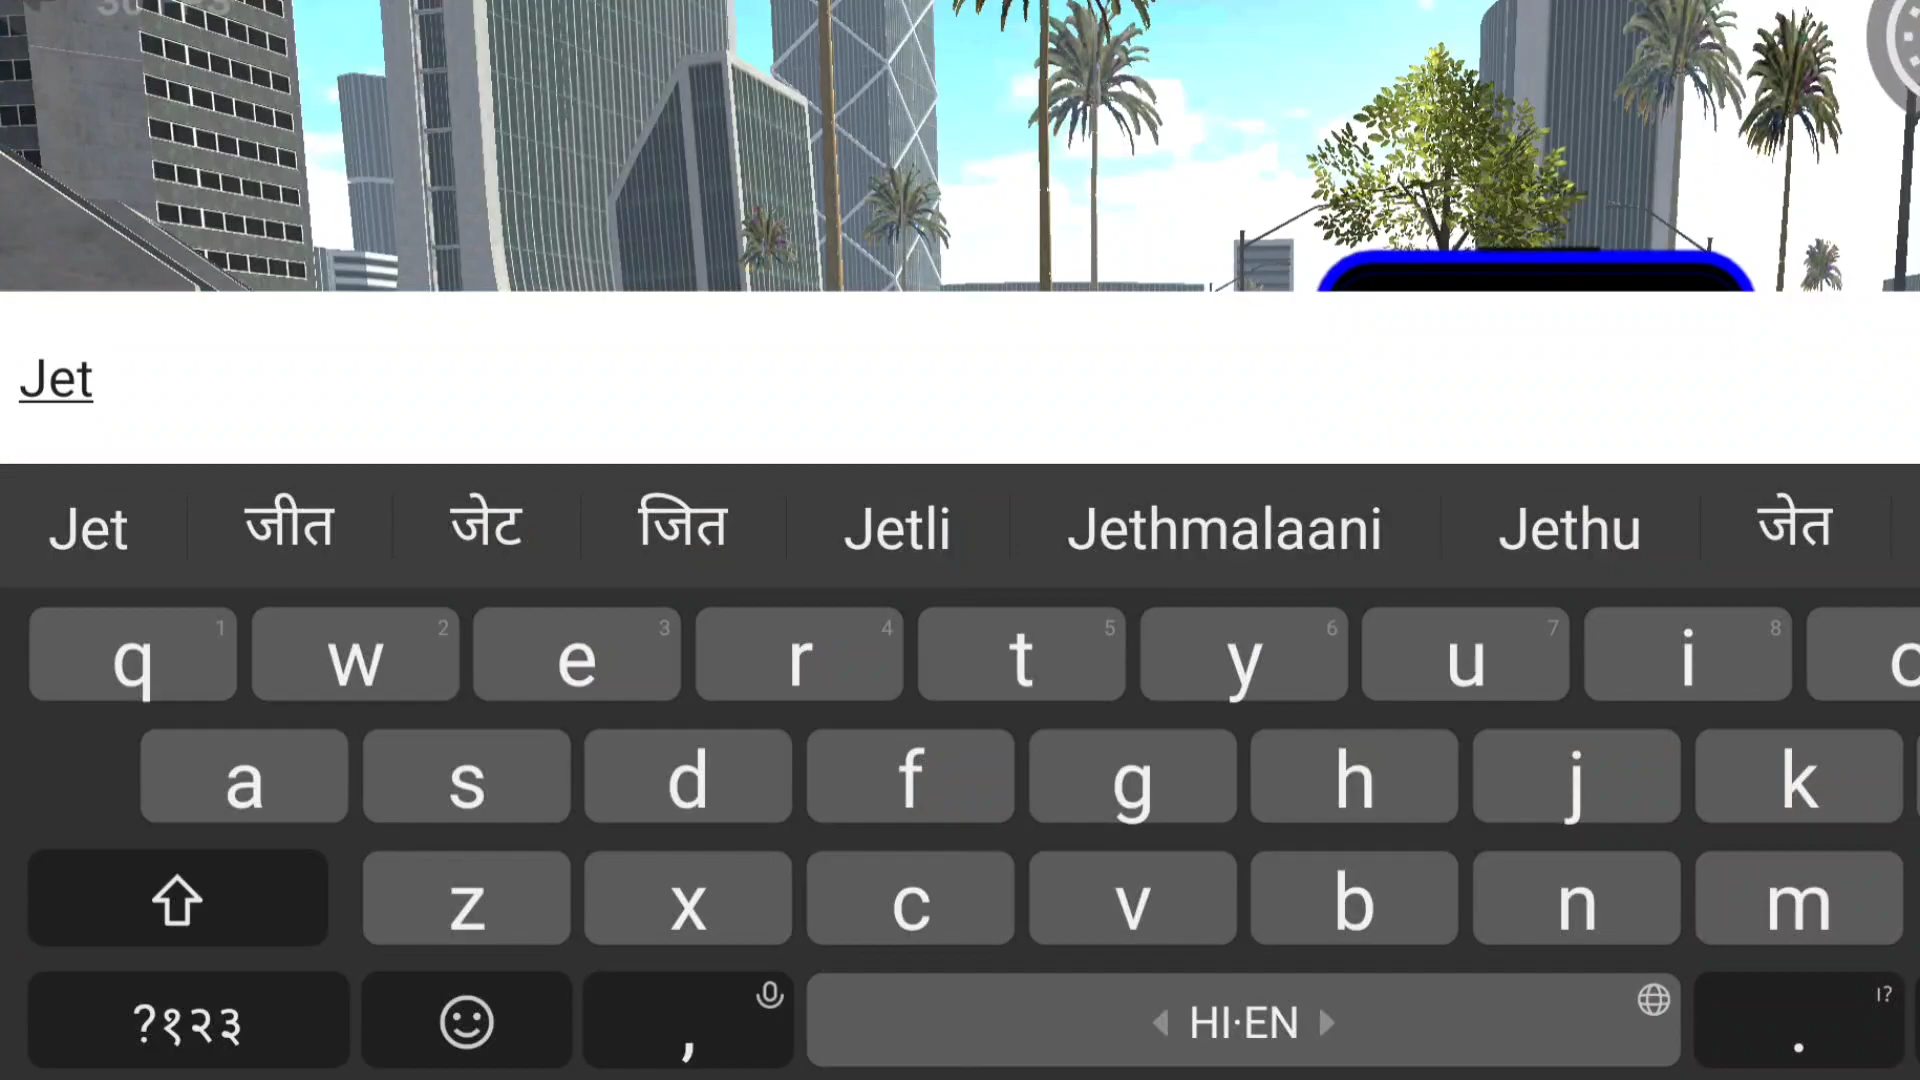 Jet
Jet जीत जेट जित Jetli Jethmalaani Jethu जेत
q 1 w 2 e 3 r 4 t 5 y 6 u 7 i 8
a s d f g h j k
z x c v b n m
?१२३ , HI·EN . !?